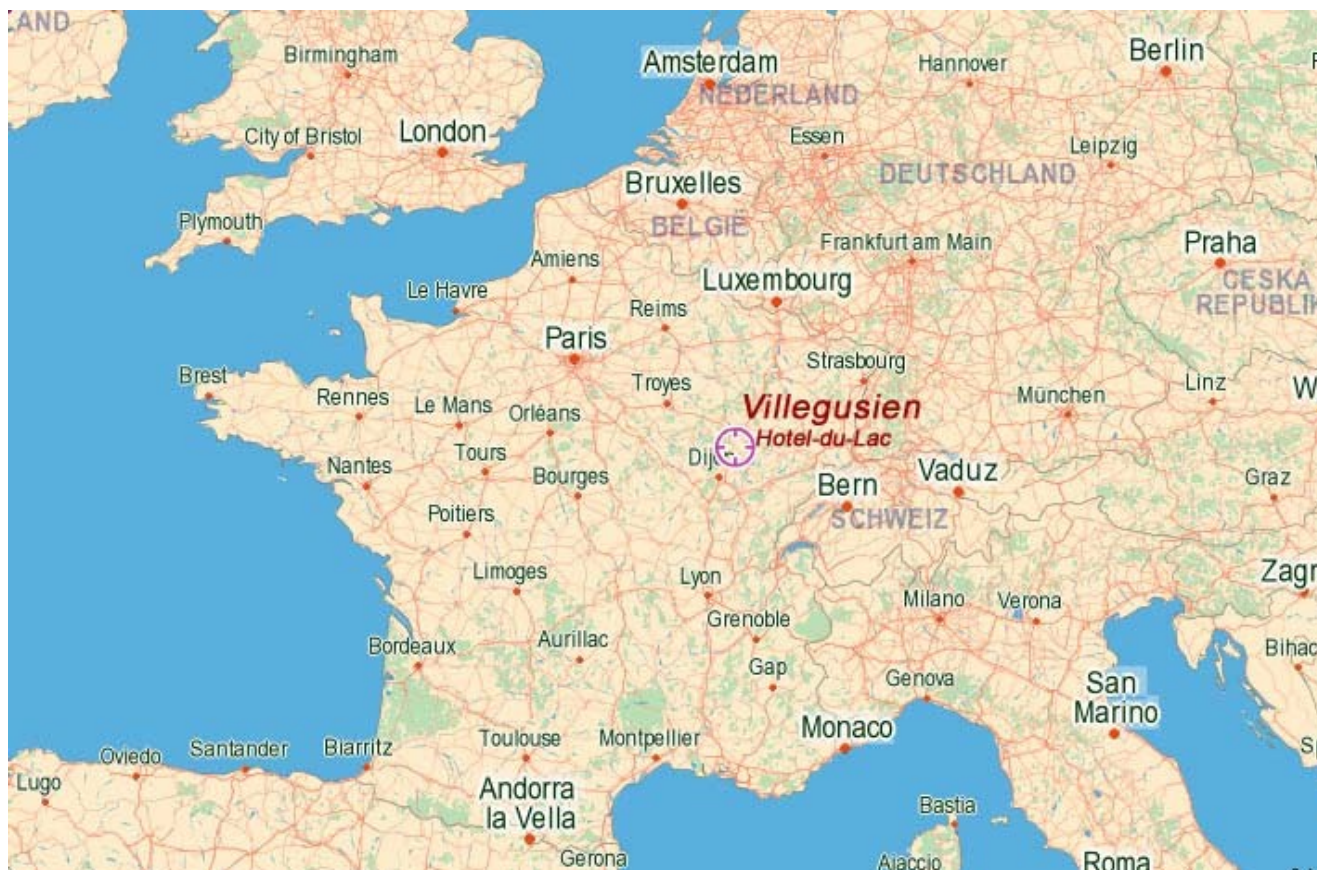 LAND
Birmingham
Amsterdam
Hannover
Berlin
NEDERLAND
City of Bristol
London
Essen
Leipzig
DEUTSCHLAND
Bruxelles
Plymouth
BELGIË
Frankfurt am Main
Praha
Amiens
CESKA
REPUBLIK
Le Havre
Luxembourg
Reims
Paris
Strasbourg
Brest
Rennes
Troyes
Linz
Le Mans
Orléans
Villegusien
München
Hotel-du-Lac
Tours
Nantes
Bourges
Dijon
Bern
Vaduz
Graz
Poitiers
SCHWEIZ
Limoges
Lyon
Zagr
Milano
Verona
Grenoble
Bordeaux
Aurillac
Bihac
Gap
Genova
San
Marino
Monaco
Oviedo
Santander
Biarritz
Toulouse
Montpellier
Lugo
Andorra
la Vella
Bastia
Gerona
Ajaccio
Roma